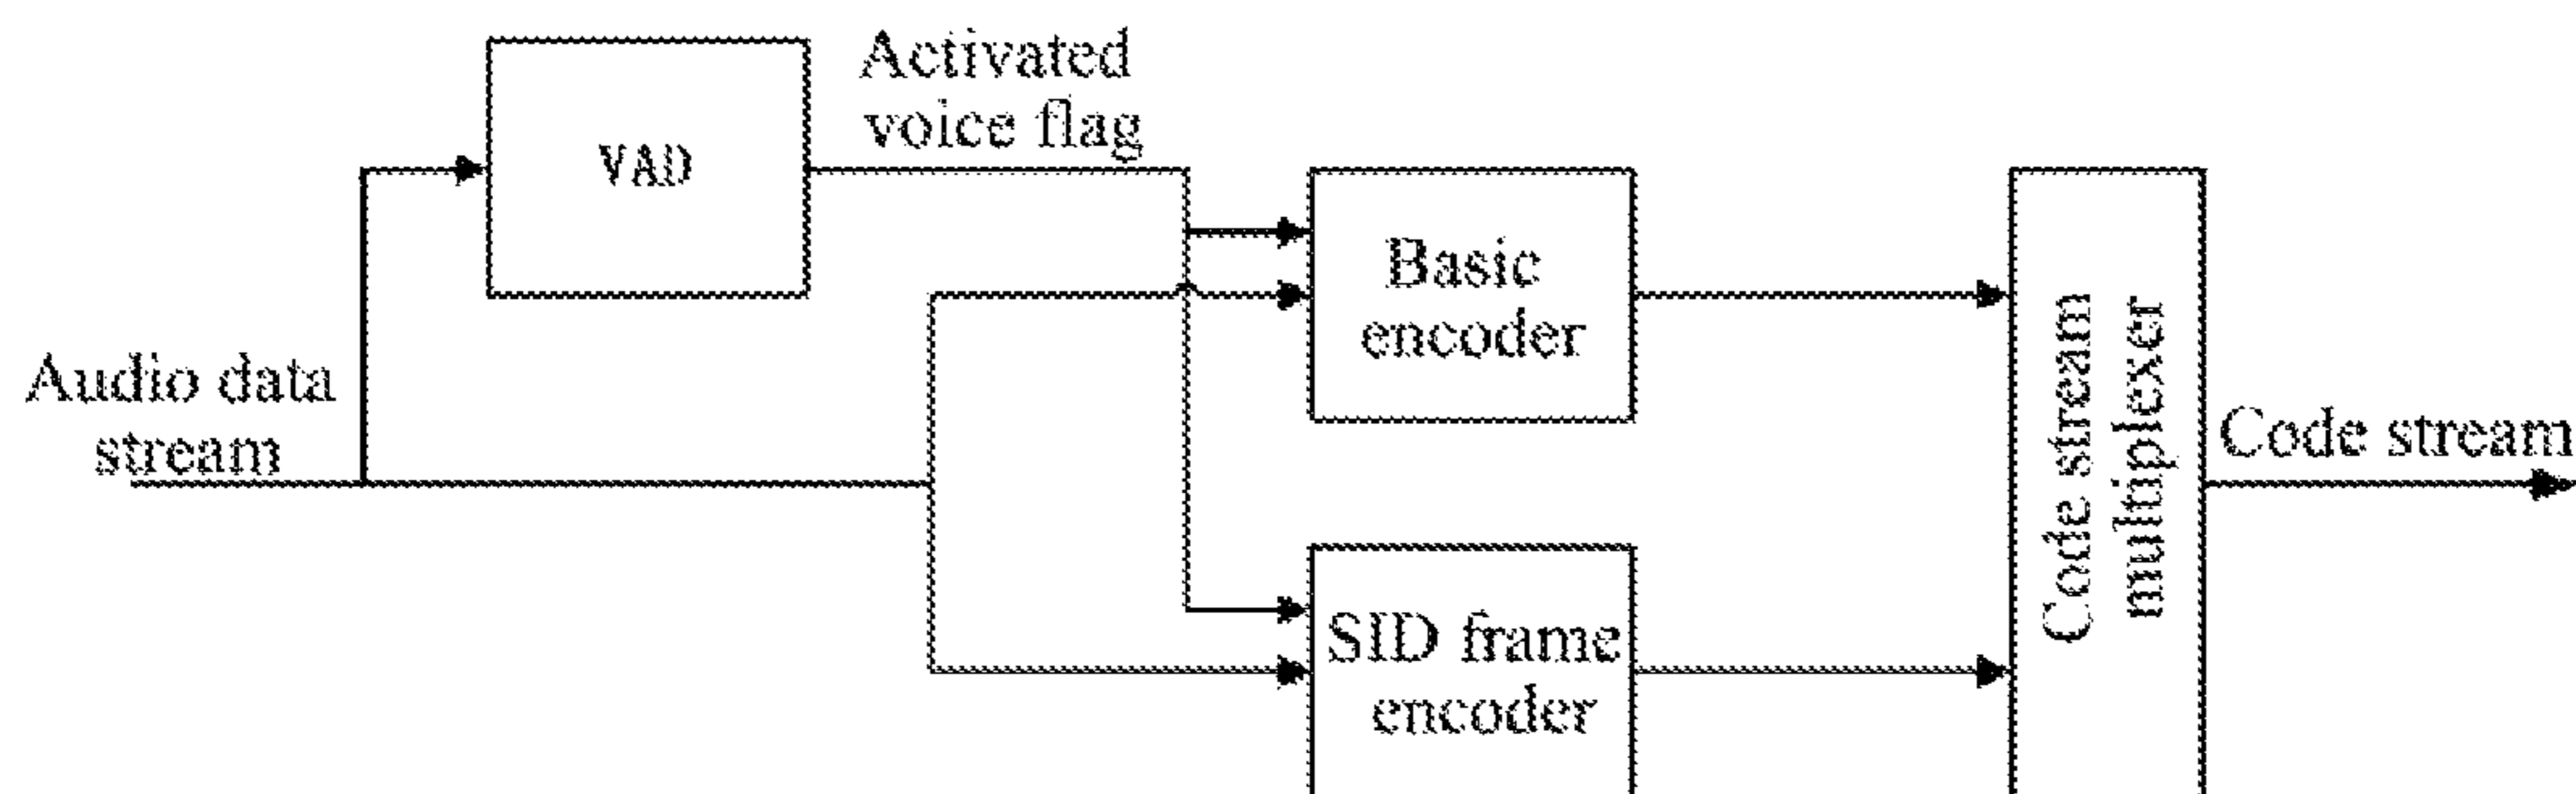 Activated
voice flag
VAD
Audio data
stream
Basic
encoder
SID frame
encoder
Code stream
multiplexer
Code stream